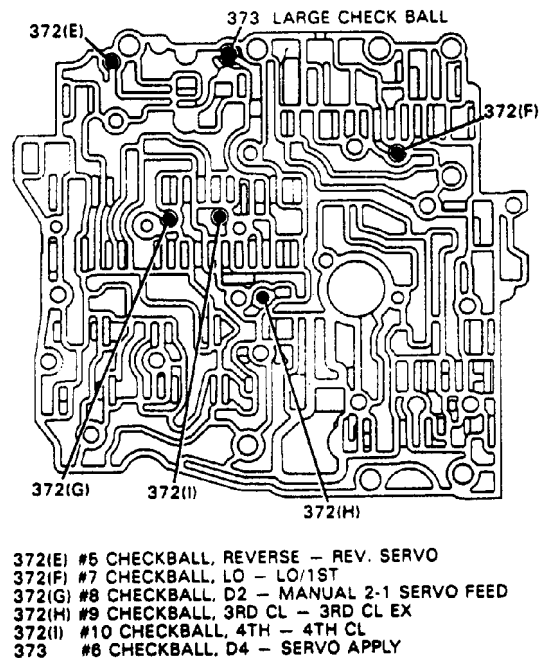 373 LARGE CHECK BALL
372(E)
372(F)
372(G)
372(I)
372(H)
372(E) #5 CHECKBALL, REVERSE – REV. SERVO
372(F) #7 CHECKBALL, LO – LO/1ST
372(G) #8 CHECKBALL, D2 – MANUAL 2-1 SERVO FEED
372(H) #9 CHECKBALL, 3RD CL – 3RD CL EX
372(I) #10 CHECKBALL, 4TH – 4TH CL
373 #6 CHECKBALL, D4 – SERVO APPLY